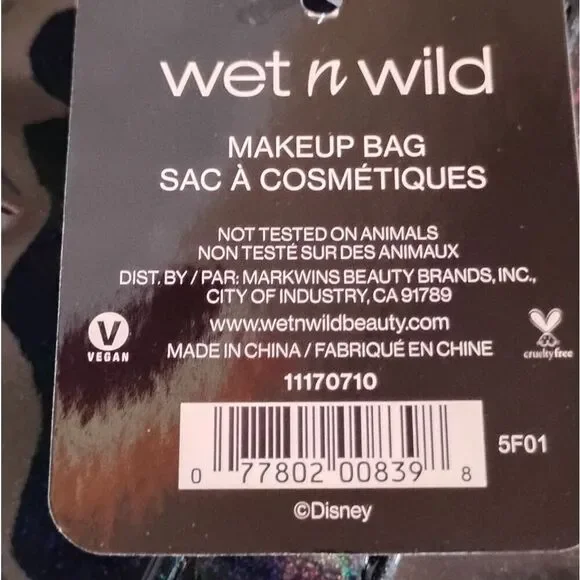 wet n wild
MAKEUP BAG
SAC À COSMÉTIQUES
NOT TESTED ON ANIMALS
NON TESTÉ SUR DES ANIMAUX
DIST. BY / PAR: MARKWINS BEAUTY BRANDS, INC.,
CITY OF INDUSTRY, CA 91789
www.wetnwildbeauty.com
V
VEGAN
MADE IN CHINA / FABRIQUÉ EN CHINE
crueltyfree
11170710
0 77802 00839 8
5F01
©Disney